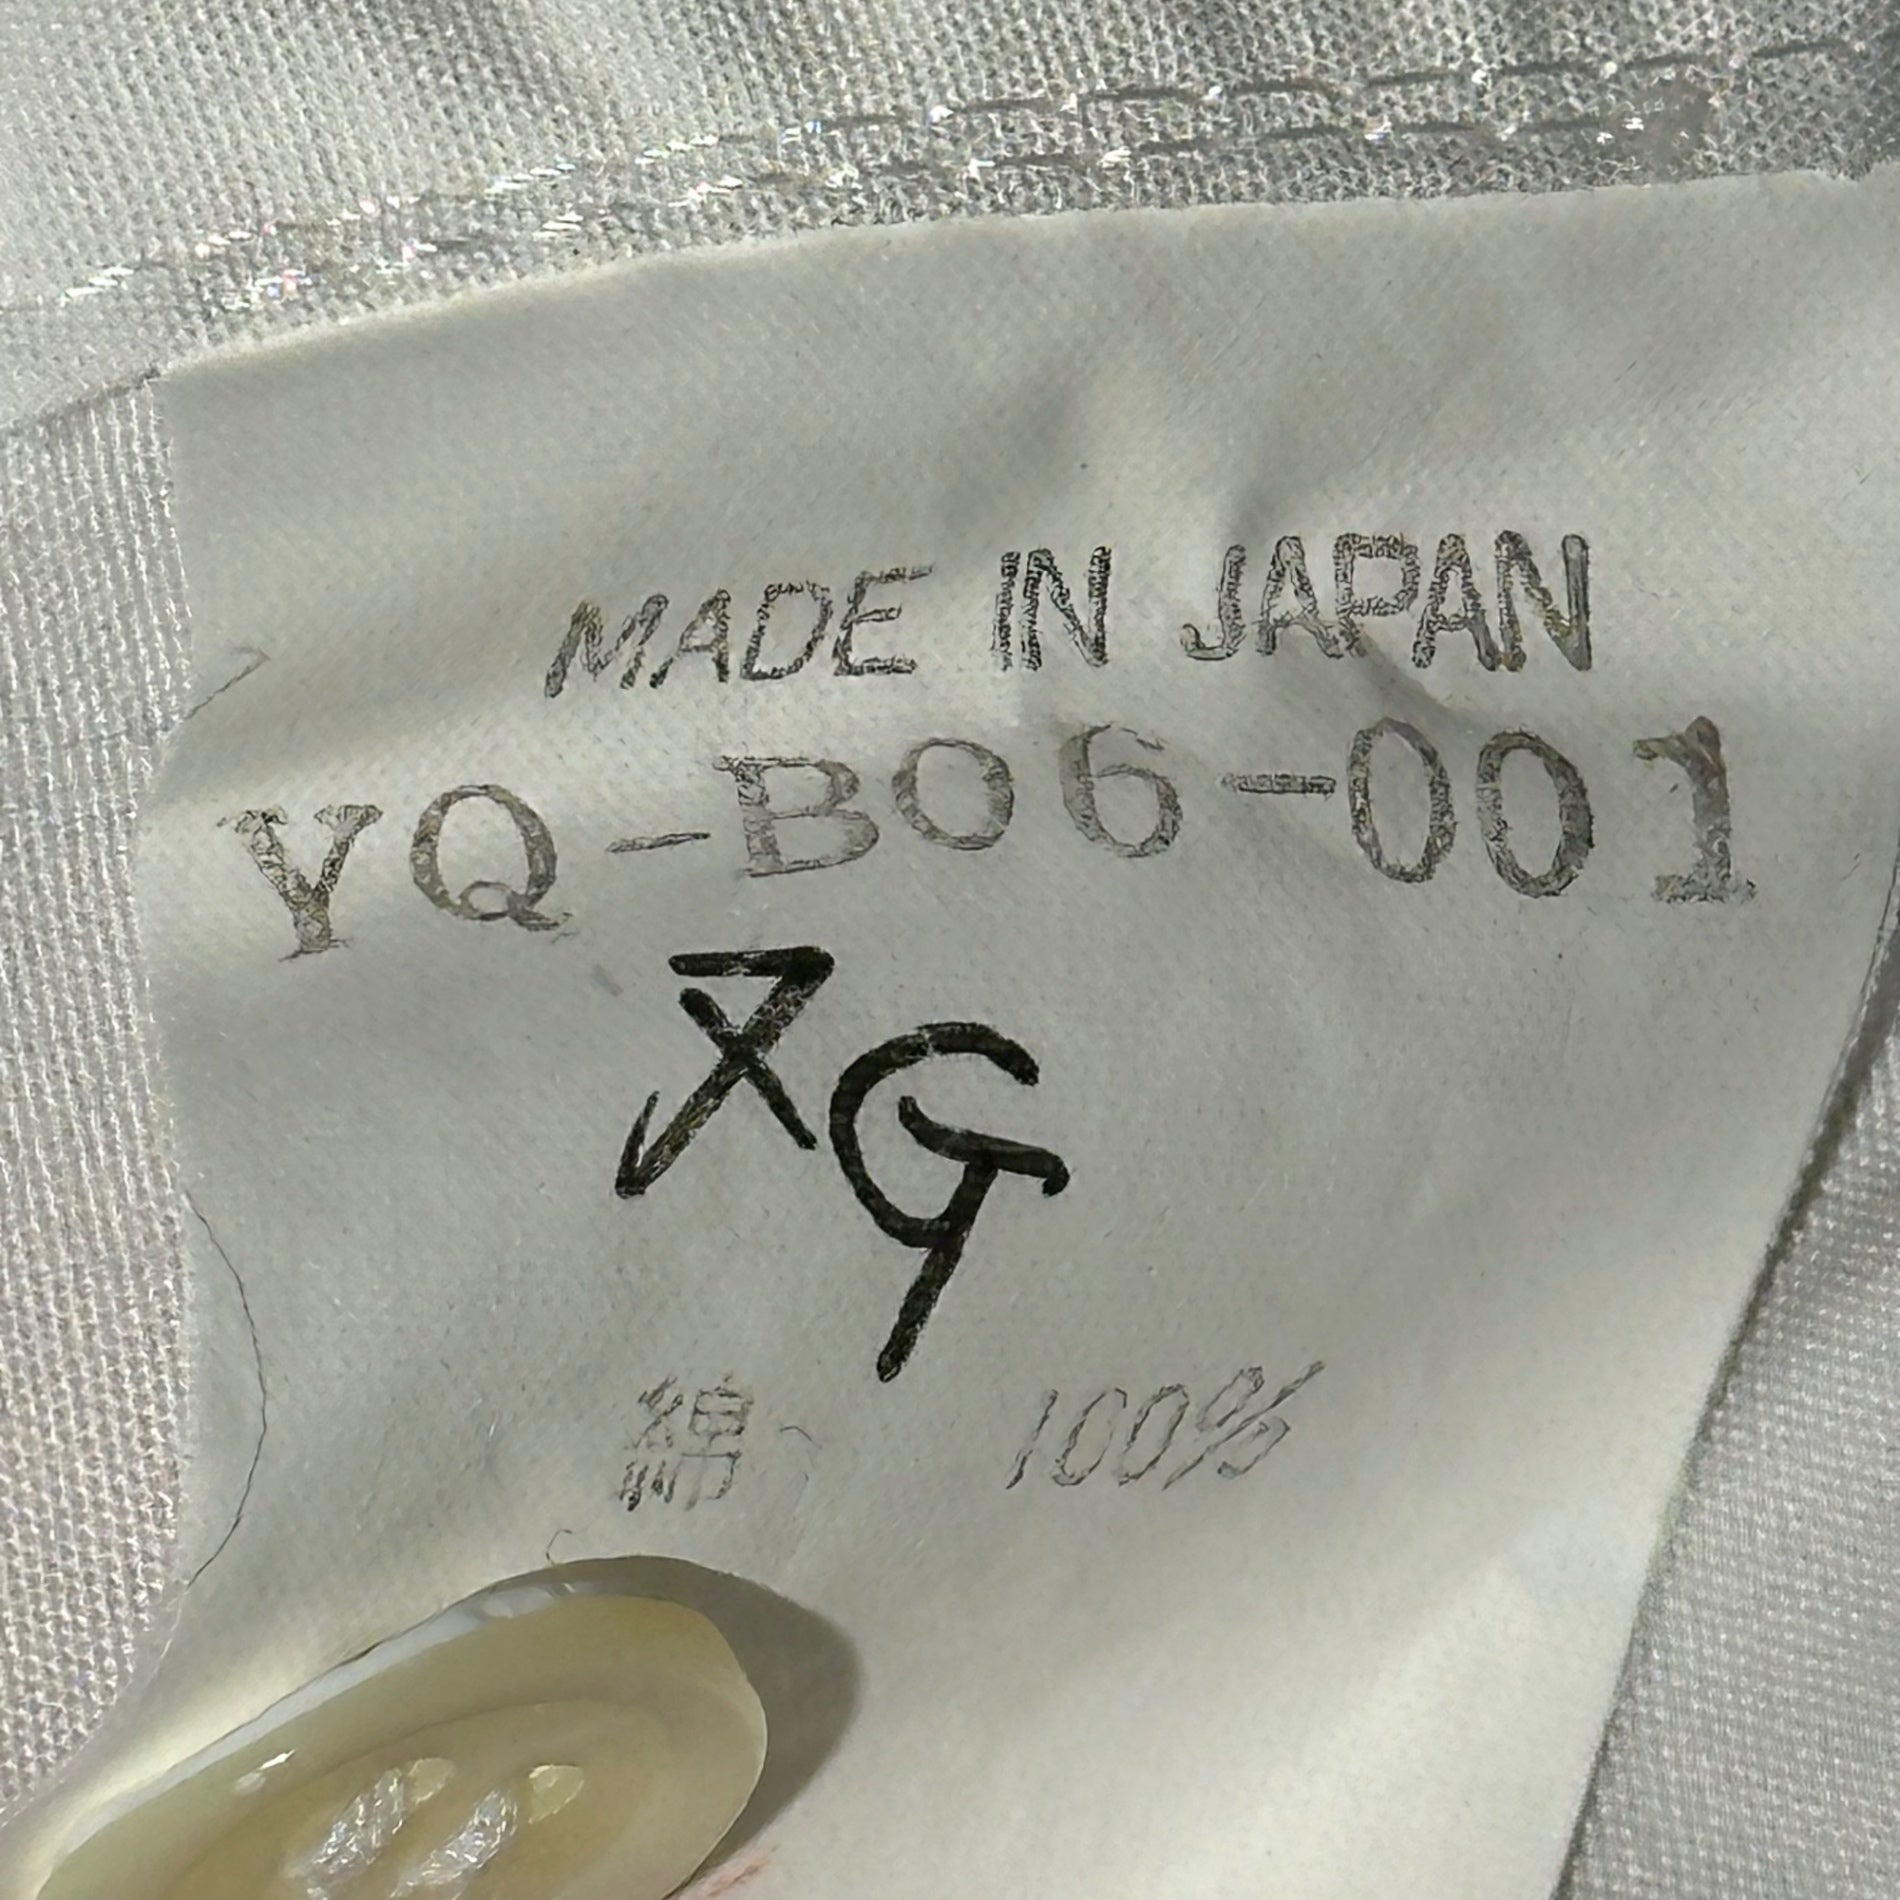 MADE IN JAPAN
YQ-B06-001
ヌG
綿 100%